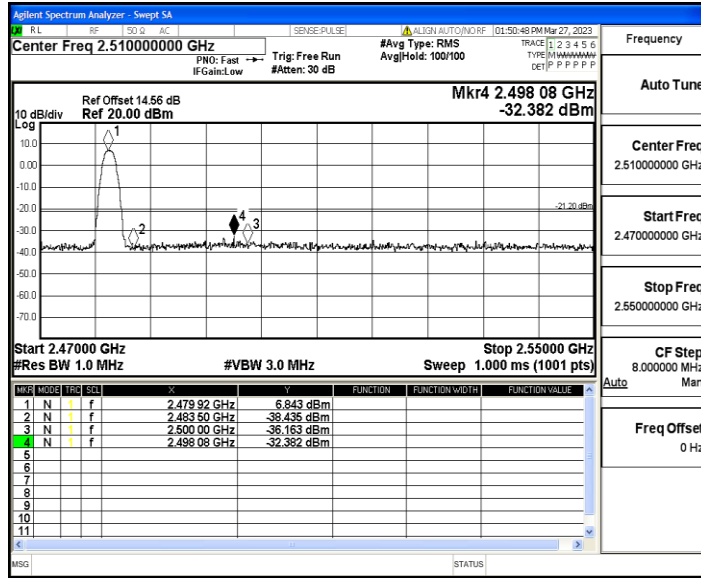 Agilent Spectrum Analyzer - Swept SA
RL RF 50 Ω AC SENSE:PULSE ALIGN AUTO/NO RF 01:50:48 PM Mar 27, 2023
Center Freq 2.510000000 GHz
PNO: Fast
IFGain:Low
Trig: Free Run
#Atten: 30 dB
#Avg Type: RMS
Avg|Hold: 100/100
TRACE 1 2 3 4 5 6
TYPE
DET P P P P P P
Ref Offset 14.56 dB
10 dB/div Ref 20.00 dBm
Log
Mkr4 2.498 08 GHz
-32.382 dBm
10.0
0.00
-10.0
-20.0
-30.0
-40.0
-50.0
-60.0
-70.0
1
2
4
3
-21.20 dBm
Start 2.47000 GHz Stop 2.55000 GHz
#Res BW 1.0 MHz #VBW 3.0 MHz Sweep 1.000 ms (1001 pts)
MKR MODE TRC SCL X Y FUNCTION FUNCTION WIDTH FUNCTION VALUE
1 N 1 f 2.479 92 GHz 6.843 dBm
2 N 1 f 2.483 50 GHz -38.435 dBm
3 N 1 f 2.500 00 GHz -36.163 dBm
4 N 1 f 2.498 08 GHz -32.382 dBm
5
6
7
8
9
10
11
MSG STATUS
Frequency
Auto Tune
Center Freq
2.510000000 GHz
Start Freq
2.470000000 GHz
Stop Freq
2.550000000 GHz
CF Step
8.000000 MHz
Auto Man
Freq Offset
0 Hz